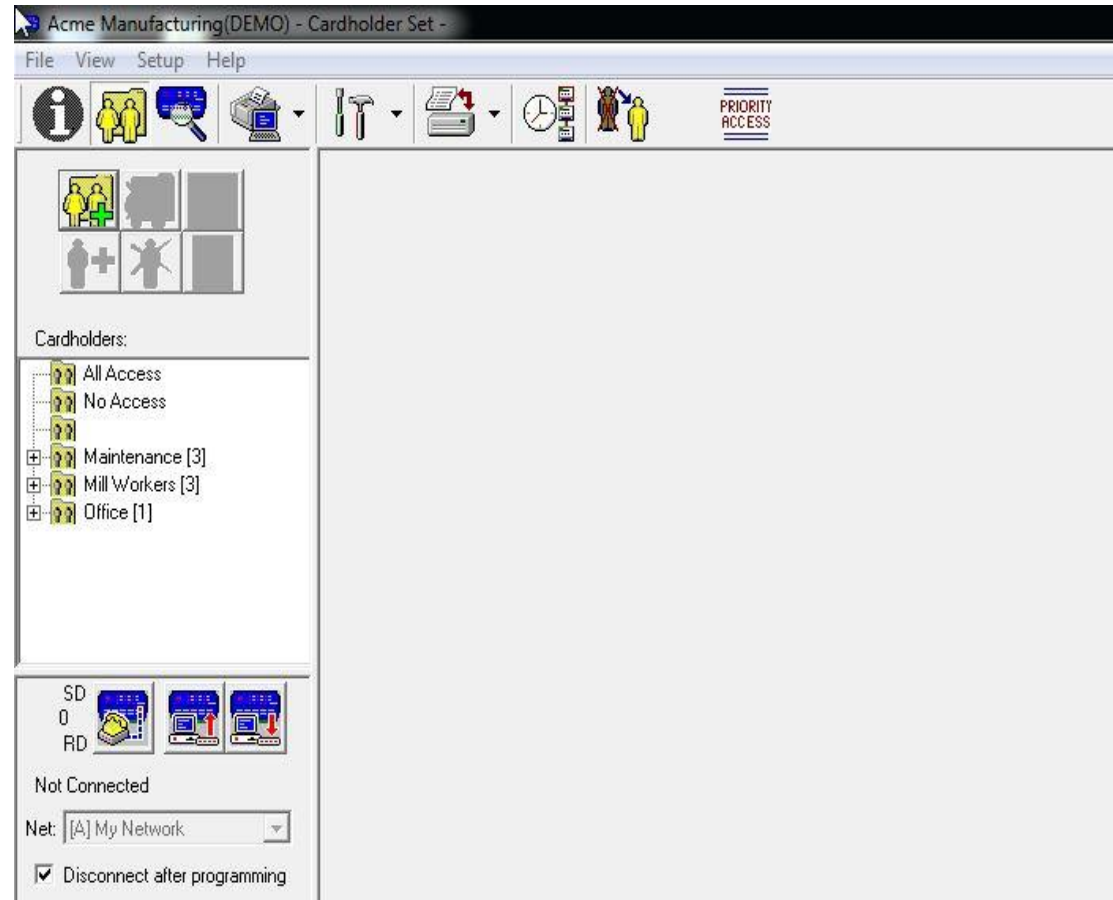 Acme Manufacturing(DEMO) - Cardholder Set -
File View Setup Help
PRIORITY
ACCESS
Cardholders:
All Access
No Access
Maintenance [3]
Mill Workers [3]
Office [1]
SD
0
RD
Not Connected
Net: [A] My Network
Disconnect after programming